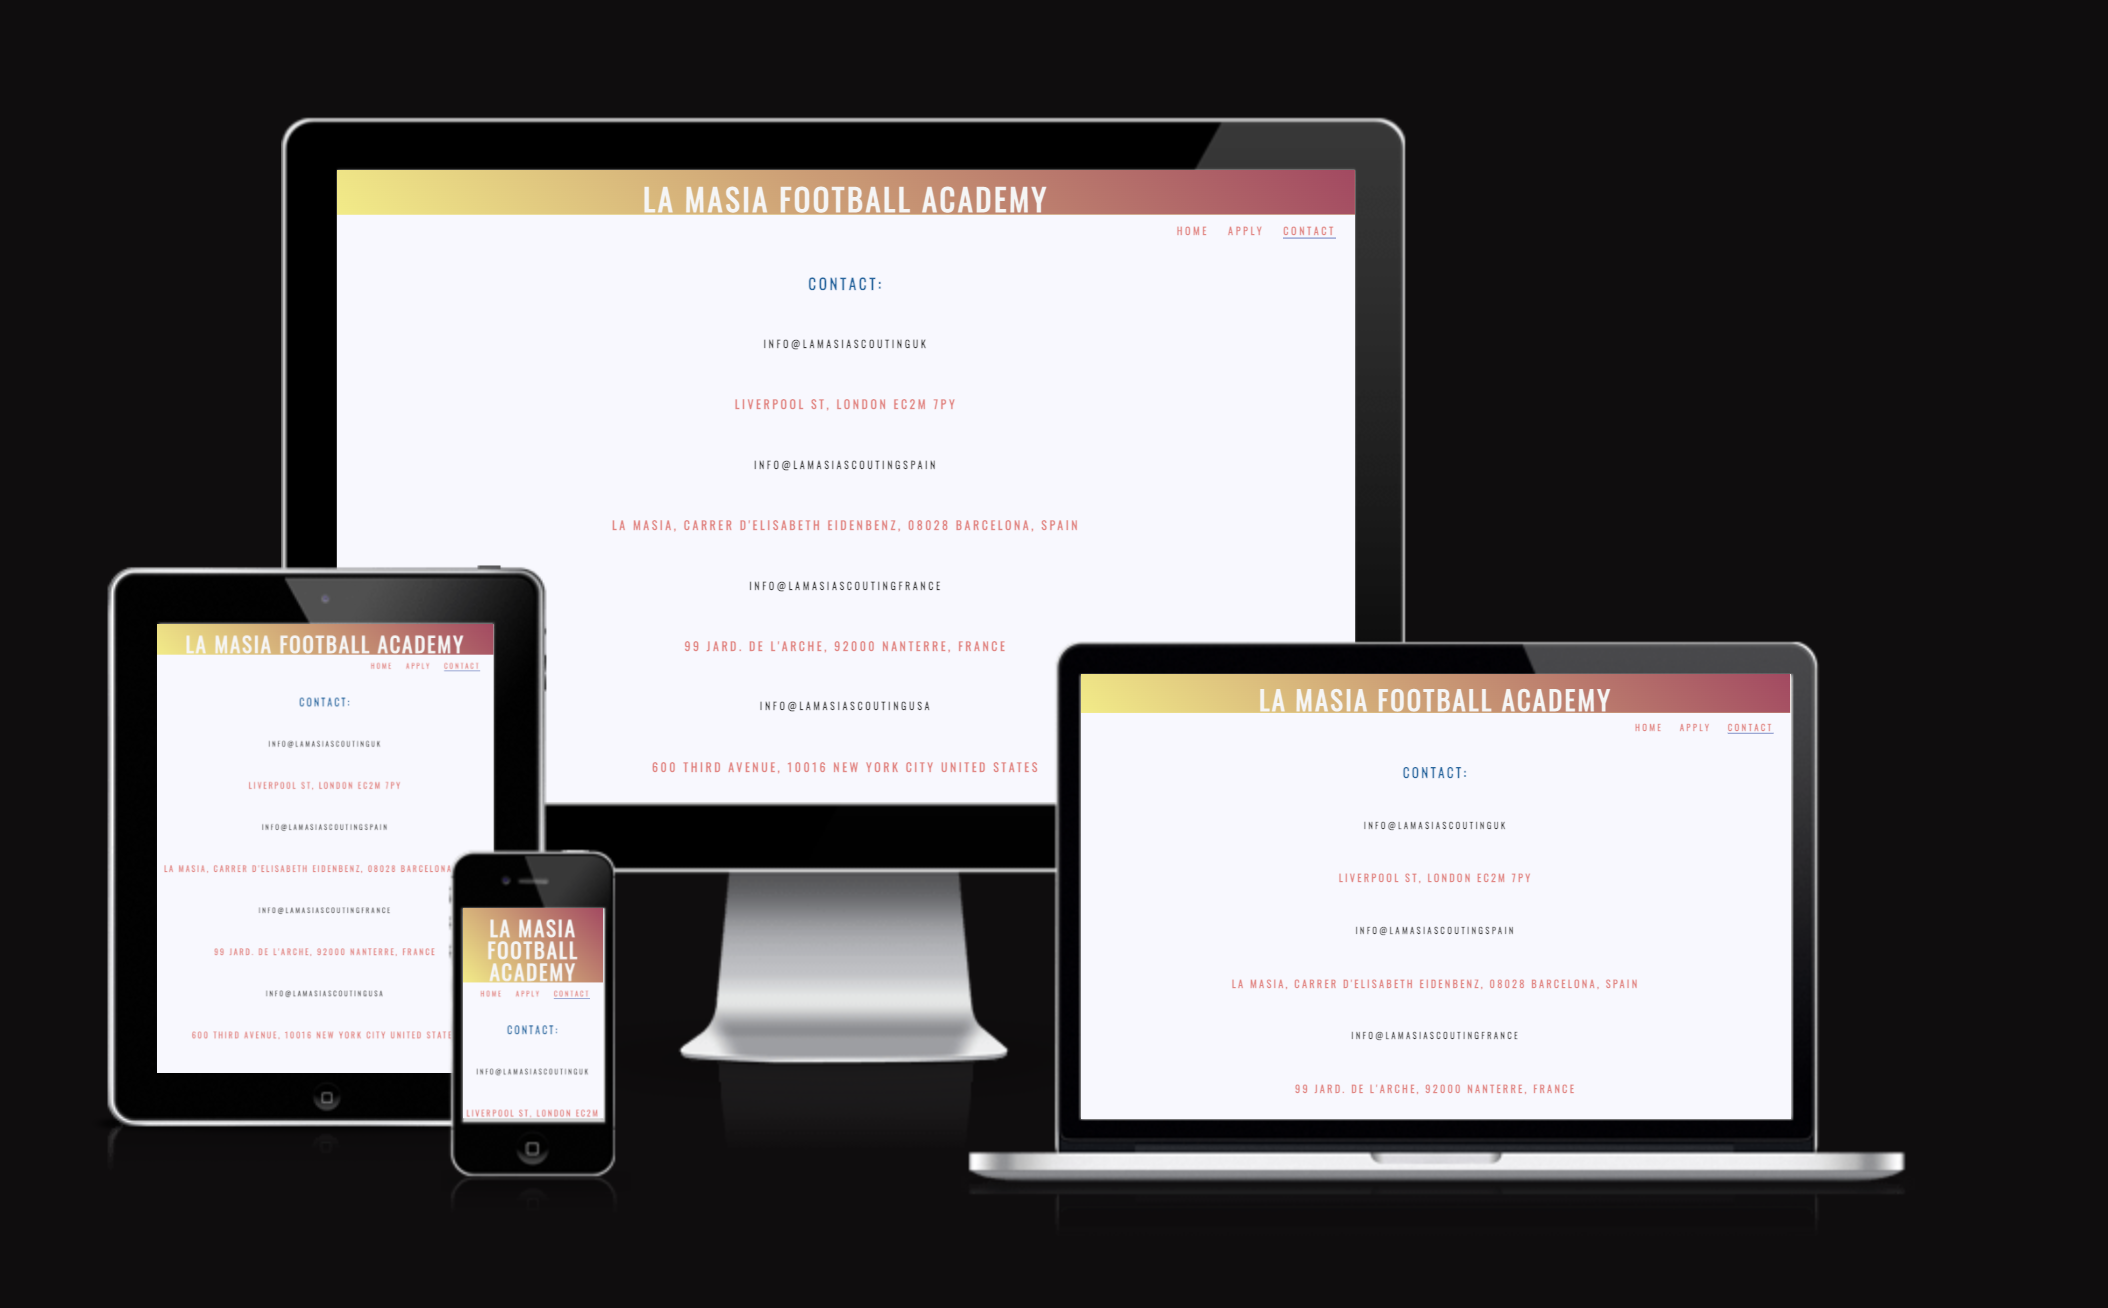 LA MASIA FOOTBALL ACADEMY
HOME APPLY CONTACT
CONTACT:
INFO@LAMASIASCOUTINGUK
LIVERPOOL ST, LONDON EC2M 7PY
INFO@LAMASIASCOUTINGSPAIN
LA MASIA, CARRER D'ELISABETH EIDENBENZ, 08028 BARCELONA, SPAIN
INFO@LAMASIASCOUTINGFRANCE
99 JARD. DE L'ARCHE, 92000 NANTERRE, FRANCE
INFO@LAMASIASCOUTINGUSA
600 THIRD AVENUE, 10016 NEW YORK CITY UNITED STATES
LA MASIA FOOTBALL ACADEMY
HOME APPLY CONTACT
CONTACT:
INFO@LAMASIASCOUTINGUK
LIVERPOOL ST, LONDON EC2M 7PY
INFO@LAMASIASCOUTINGSPAIN
LA MASIA, CARRER D'ELISABETH EIDENBENZ, 08028 BARCELONA
INFO@LAMASIASCOUTINGFRANCE
99 JARD. DE L'ARCHE, 92000 NANTERRE, FRANCE
INFO@LAMASIASCOUTINGUSA
600 THIRD AVENUE, 10016 NEW YORK CITY UNITED STATE
LA MASIA
FOOTBALL
ACADEMY
HOME APPLY CONTACT
CONTACT:
INFO@LAMASIASCOUTINGUK
LIVERPOOL ST, LONDON EC2M
LA MASIA FOOTBALL ACADEMY
HOME APPLY CONTACT
CONTACT:
INFO@LAMASIASCOUTINGUK
LIVERPOOL ST, LONDON EC2M 7PY
INFO@LAMASIASCOUTINGSPAIN
LA MASIA, CARRER D'ELISABETH EIDENBENZ, 08028 BARCELONA, SPAIN
INFO@LAMASIASCOUTINGFRANCE
99 JARD. DE L'ARCHE, 92000 NANTERRE, FRANCE